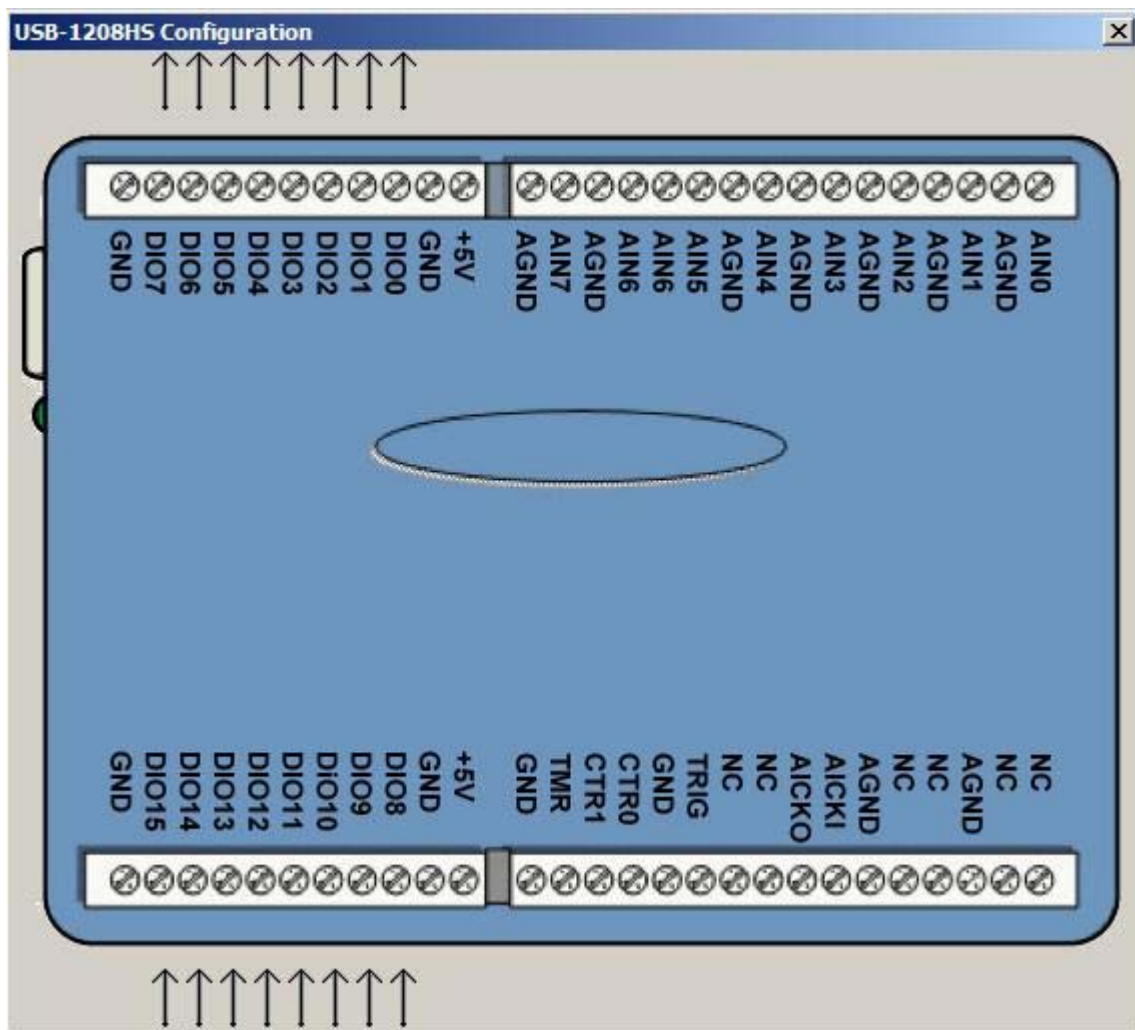 USB-1208HS Configuration
GND DIO7 DIO6 DIO5 DIO4 DIO3 DIO2 DIO1 DIO0 GND +5V AGND AIN7 AGND AIN6 AIN6 AIN5 AGND AIN4 AGND AIN3 AGND AIN2 AGND AIN1 AGND AIN0
GND DIO15 DIO14 DIO13 DIO12 DIO11 DiO10 DIO9 DIO8 GND +5V GND TMR CTR1 CTR0 GND TRIG NC NC AICKO AICKI AGND NC NC AGND NC NC